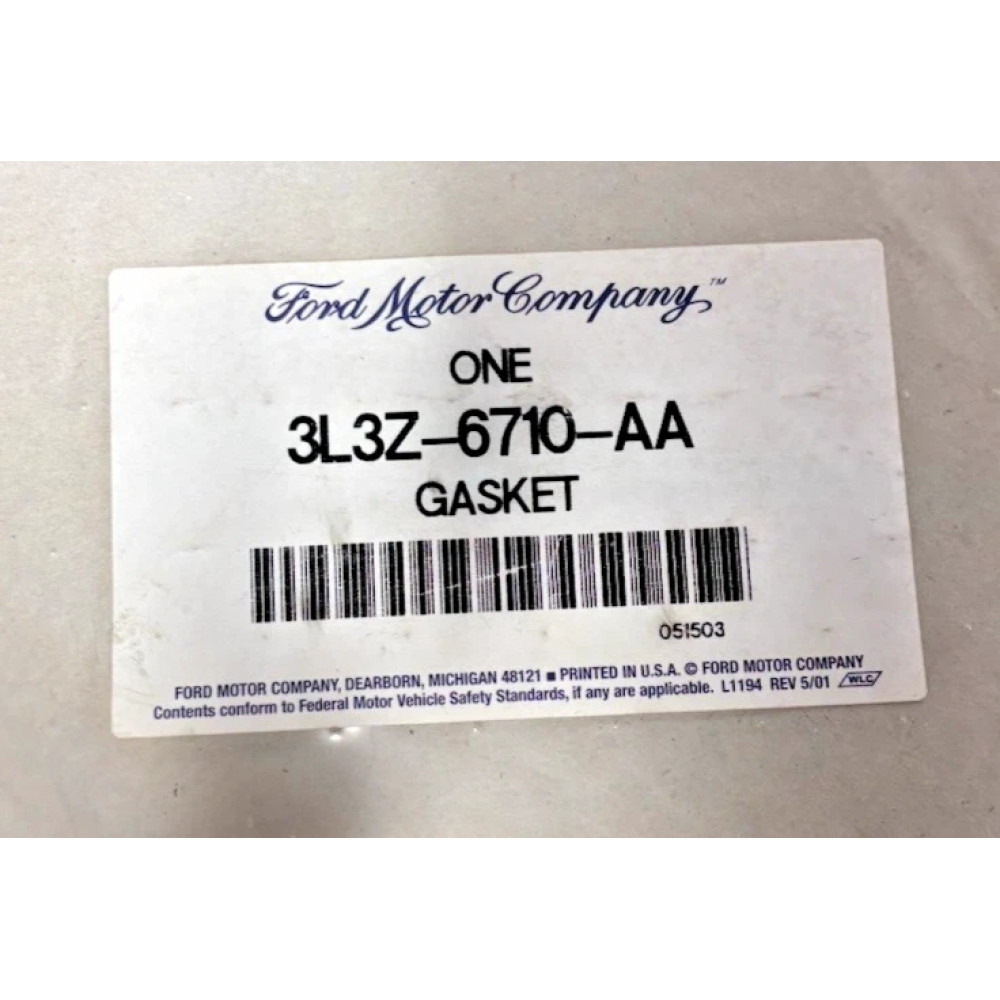 Ford Motor Company™
ONE
3L3Z-6710-AA
GASKET
051503
FORD MOTOR COMPANY, DEARBORN, MICHIGAN 48121 ■ PRINTED IN U.S.A. © FORD MOTOR COMPANY
Contents conform to Federal Motor Vehicle Safety Standards, if any are applicable. L1194 REV 5/01 WLC